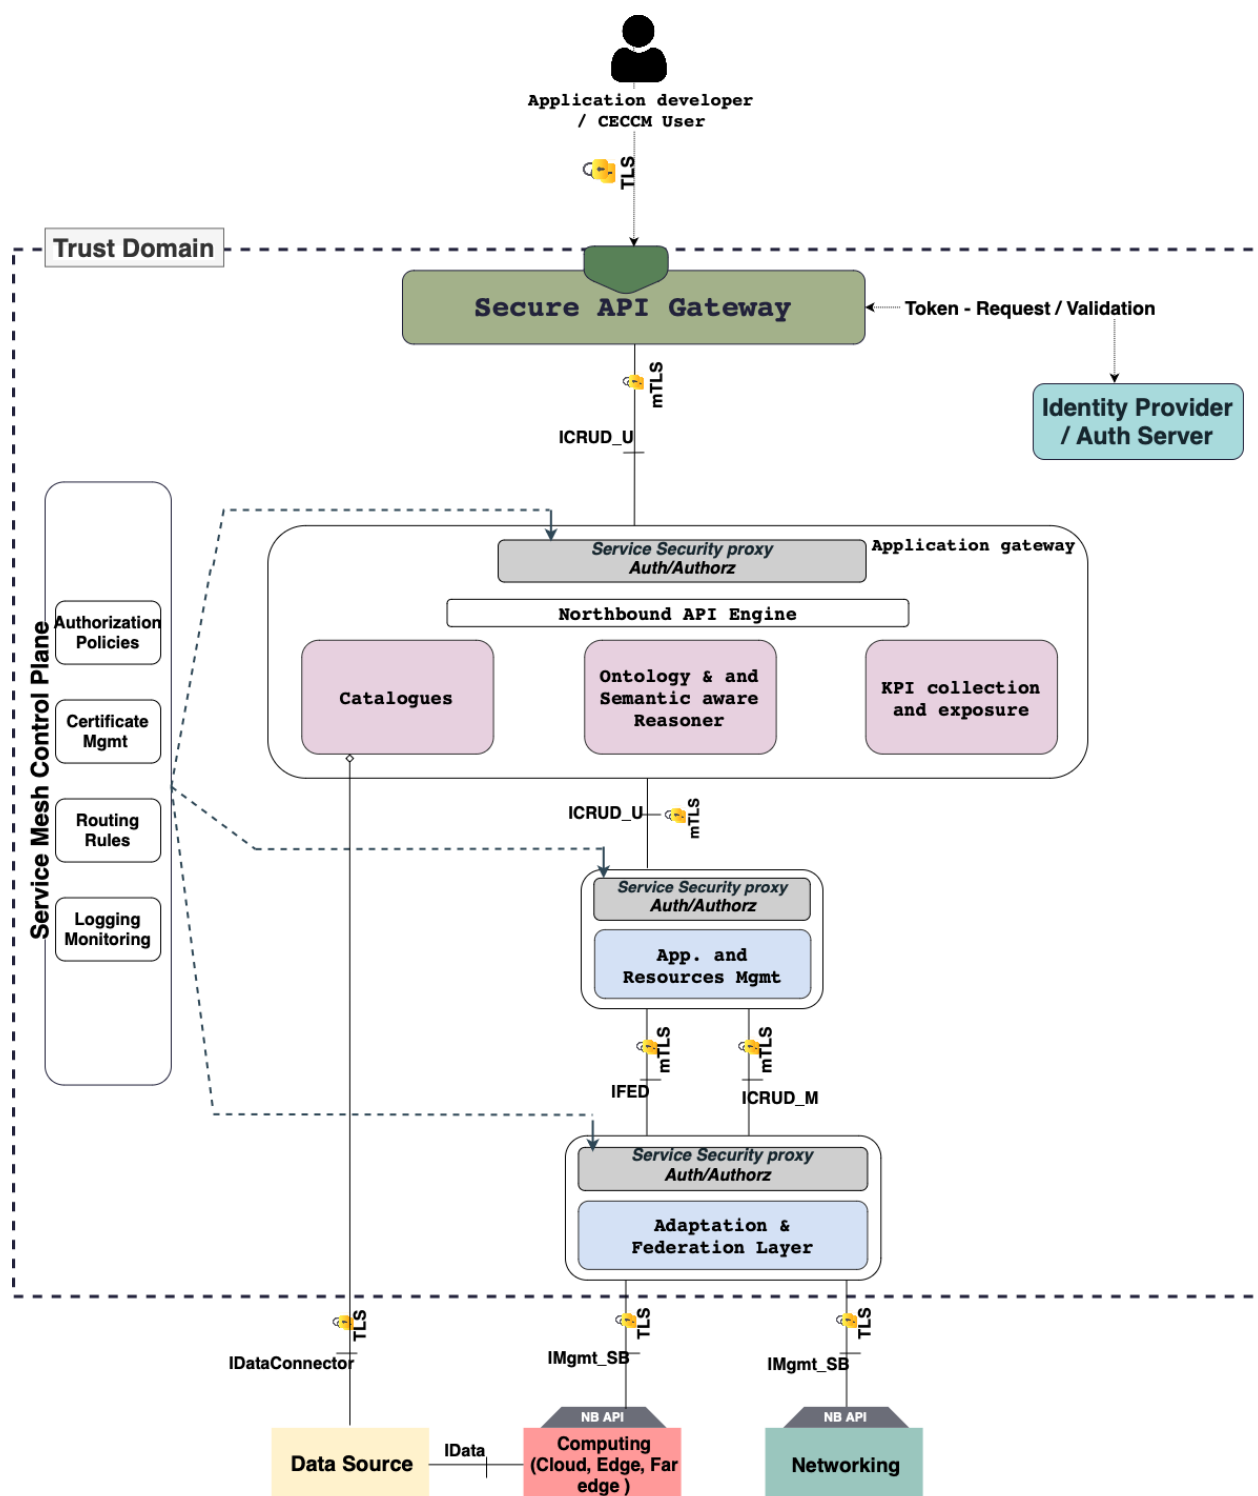 Application developer
/ CECCM User
TLS
Trust Domain
Secure API Gateway
Token - Request / Validation
mTLS
Identity Provider
/ Auth Server
ICRUD_U
Service Security proxy
Auth/Authorz
Application gateway
Northbound API Engine
Catalogues
Ontology & and
Semantic aware
Reasoner
KPI collection
and exposure
Service Mesh Control Plane
Authorization
Policies
Certificate
Mgmt
Routing
Rules
Logging
Monitoring
ICRUD_U
mTLS
Service Security proxy
Auth/Authorz
App. and
Resources Mgmt
mTLS
mTLS
IFED
ICRUD_M
Service Security proxy
Auth/Authorz
Adaptation &
Federation Layer
TLS
TLS
TLS
IDataConnector
IMgmt_SB
IMgmt_SB
NB API
NB API
Data Source
IData
Computing
(Cloud, Edge, Far
edge )
Networking